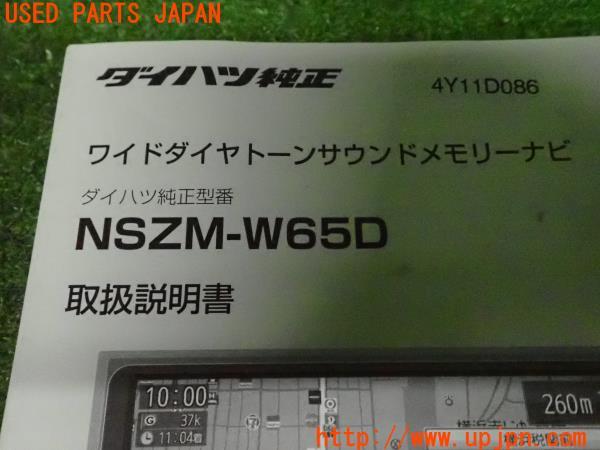 USED PARTS JAPAN
ダイハツ純正
4Y11D086
ワイドダイヤトーンサウンドメモリーナビ
ダイハツ純正型番
NSZM-W65D
取扱説明書
10:00
G 37k
11:04
260m
http://www.upjpn.com